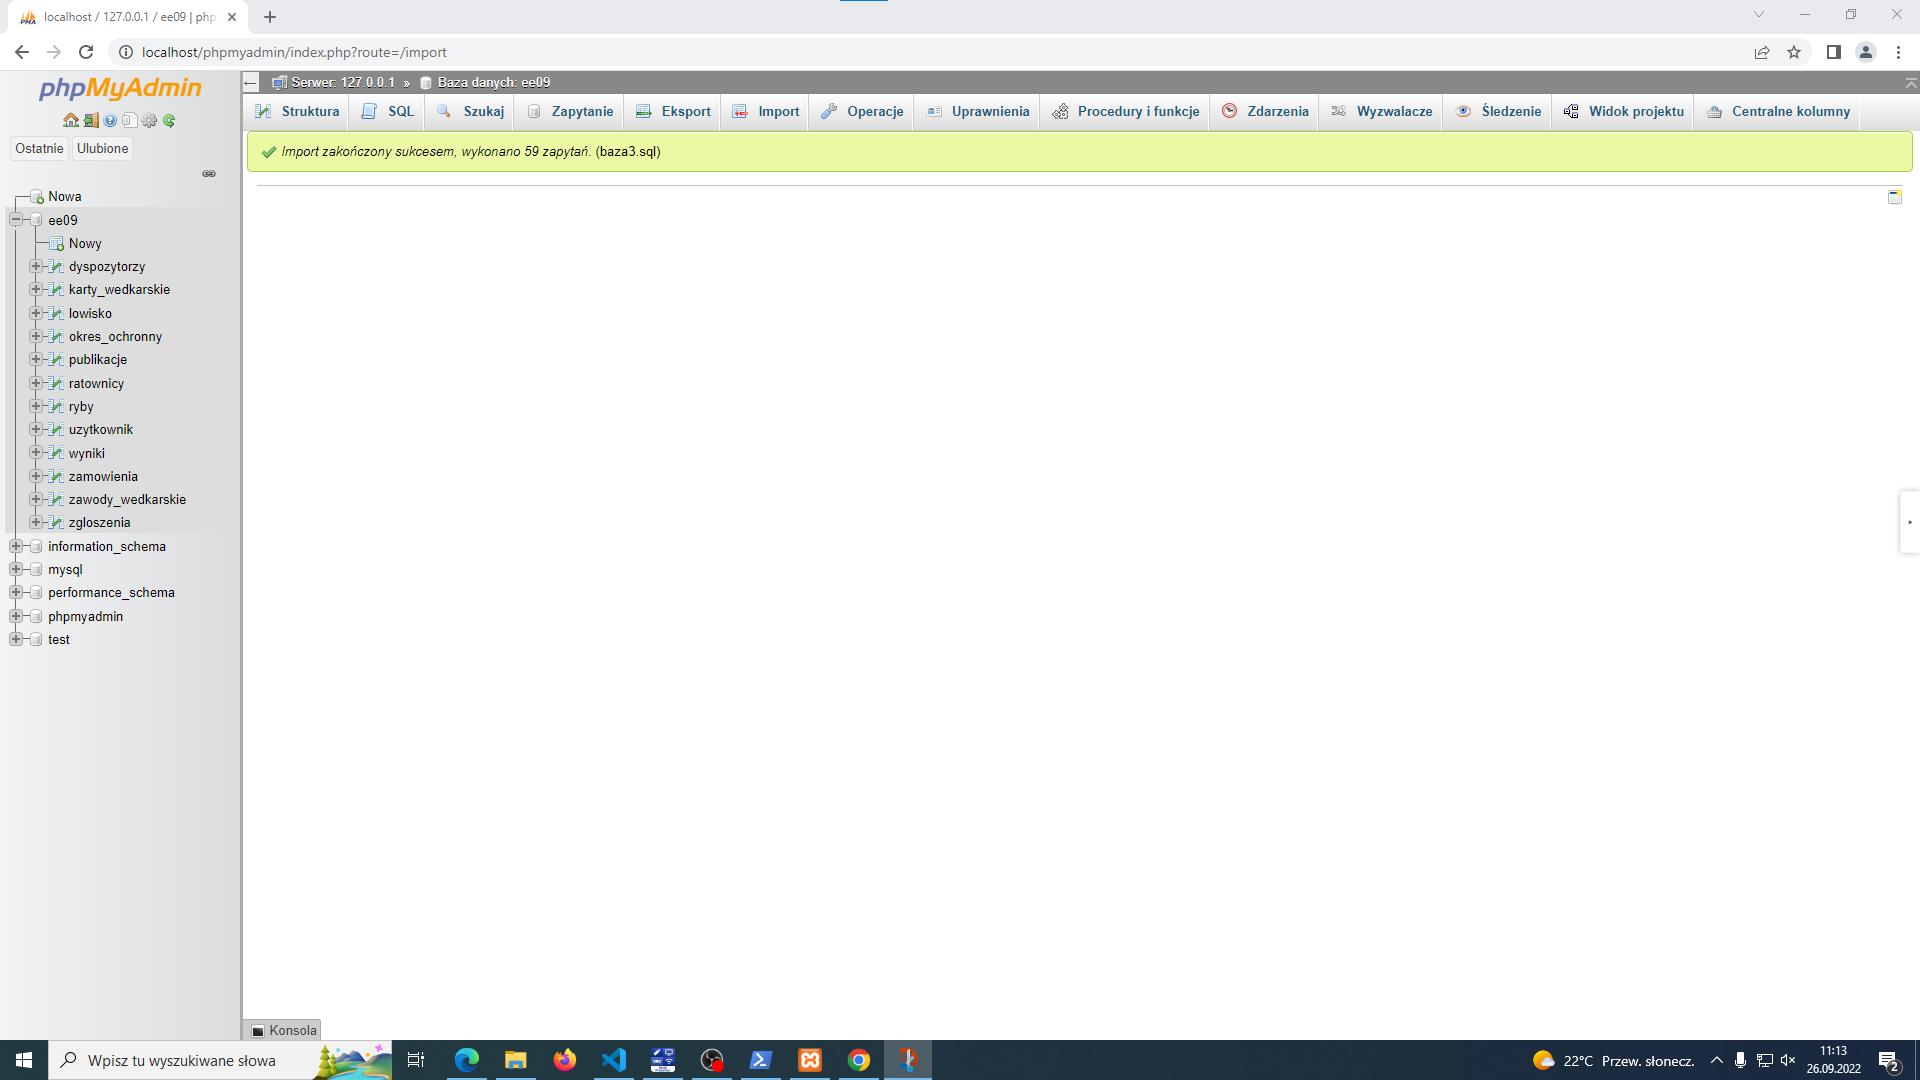 localhost / 127.0.0.1 / ee09 | php
localhost/phpmyadmin/index.php?route=/import
phpMyAdmin
Ostatnie Ulubione
Nowa
ee09
Nowy
dyspozytorzy
karty_wedkarskie
lowisko
okres_ochronny
publikacje
ratownicy
ryby
uzytkownik
wyniki
zamowienia
zawody_wedkarskie
zgloszenia
information_schema
mysql
performance_schema
phpmyadmin
test
Serwer: 127.0.0.1 » Baza danych: ee09
Struktura SQL Szukaj Zapytanie Eksport Import Operacje Uprawnienia Procedury i funkcje Zdarzenia Wyzwalacze Śledzenie Widok projektu Centralne kolumny
Import zakończony sukcesem, wykonano 59 zapytań. (baza3.sql)
Konsola
Wpisz tu wyszukiwane słowa
22°C Przew. słonecz.
11:13
26.09.2022
2